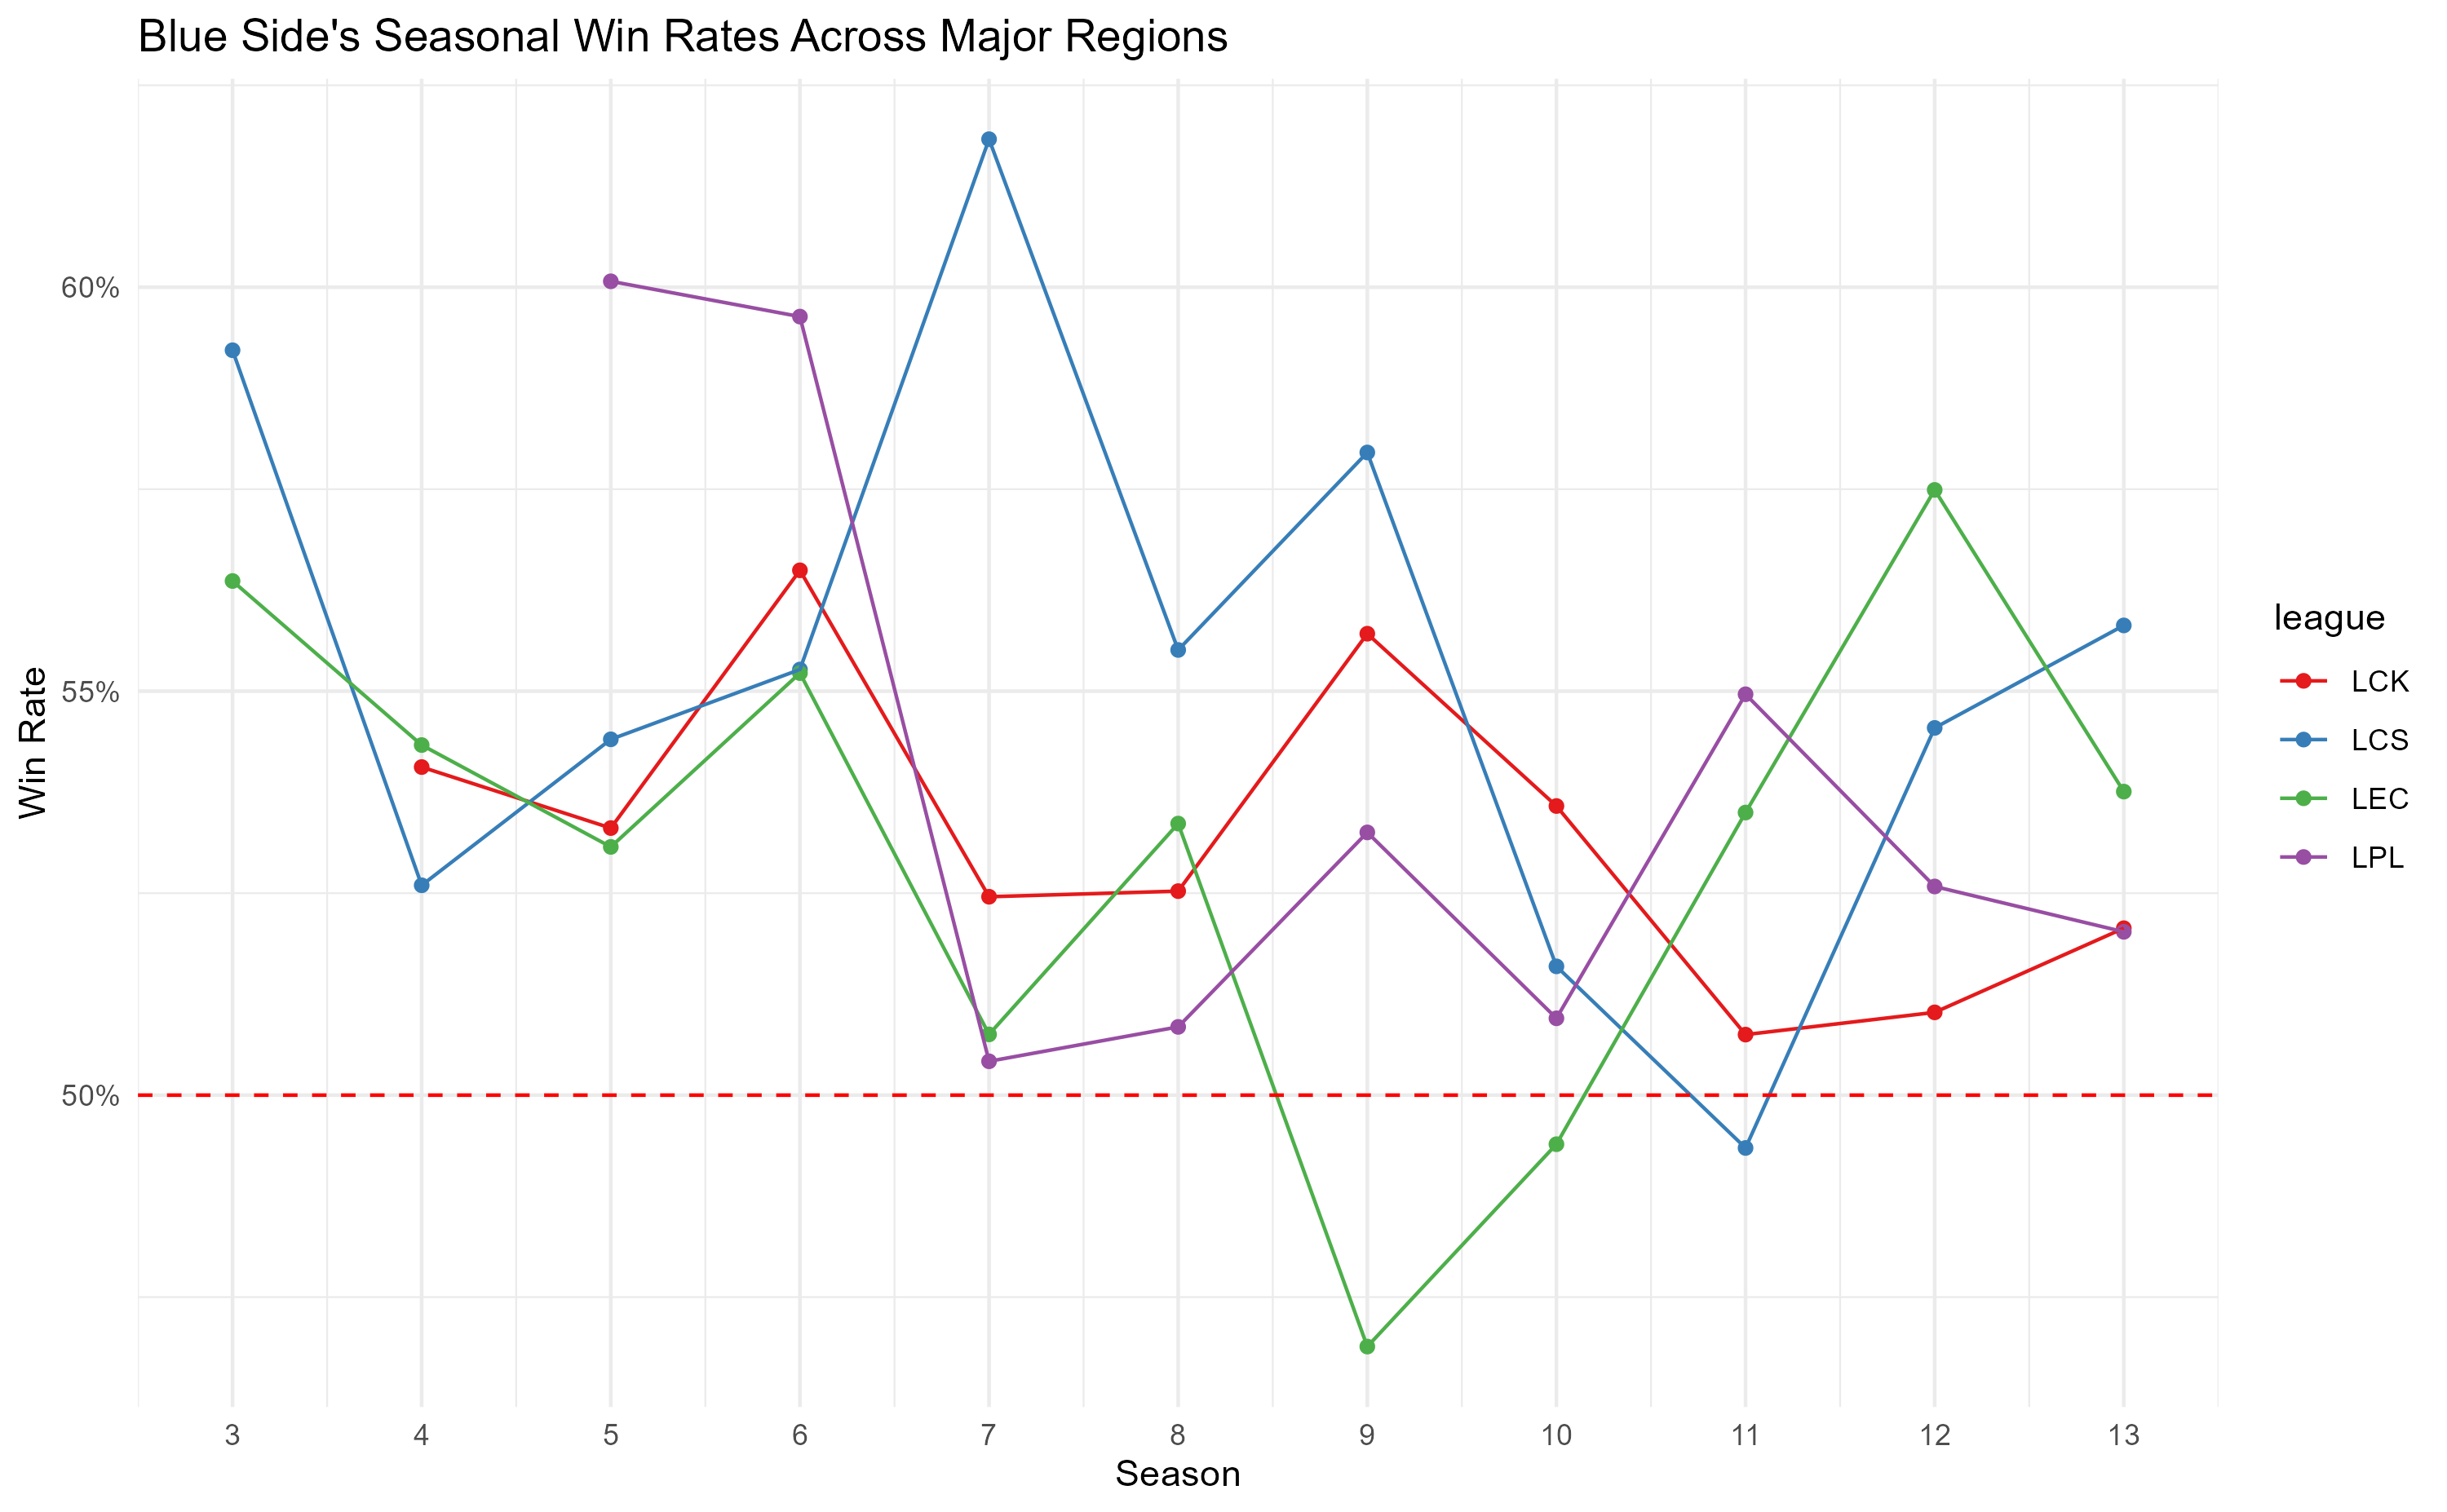 Blue Side's Seasonal Win Rates Across Major Regions
60%
55%
50%
Win Rate
3 4 5 6 7 8 9 10 11 12 13
Season
league
LCK
LCS
LEC
LPL